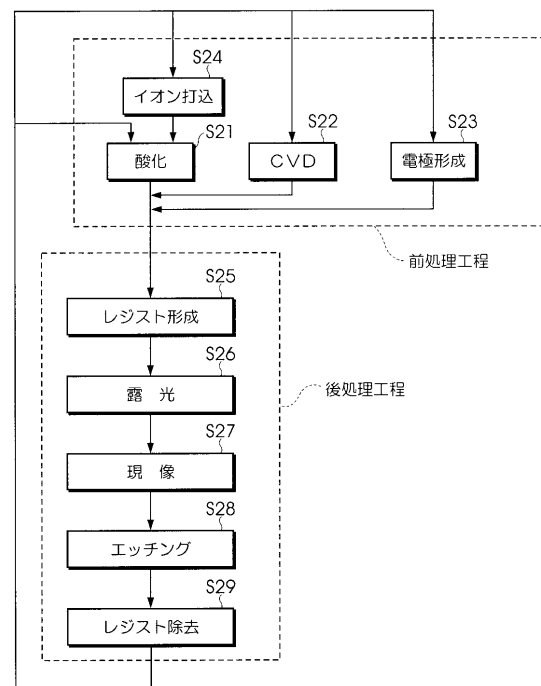 S24
イオン打込
S21
酸化
S22
CVD
S23
電極形成
前処理工程
S25
レジスト形成
S26
露　光
後処理工程
S27
現　像
S28
エッチング
S29
レジスト除去